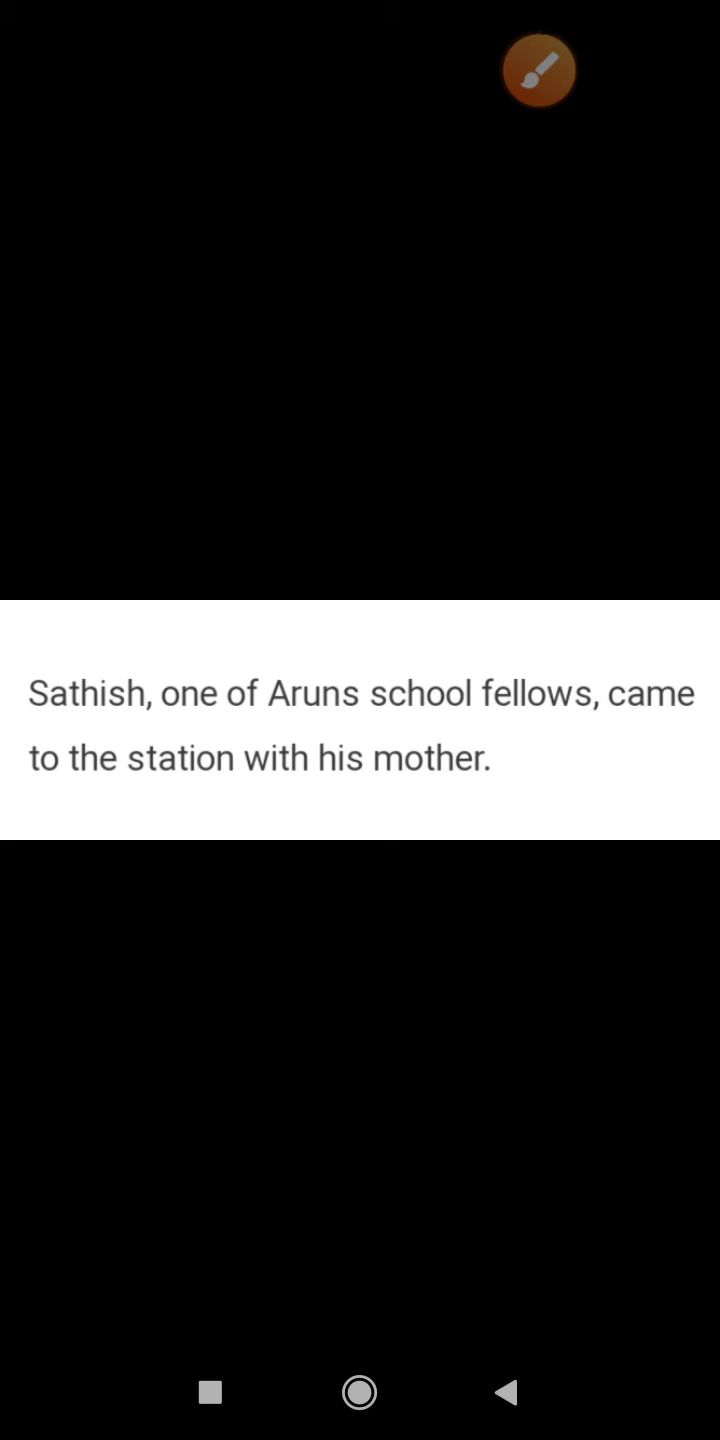 Sathish, one of Aruns school fellows, came
to the station with his mother.